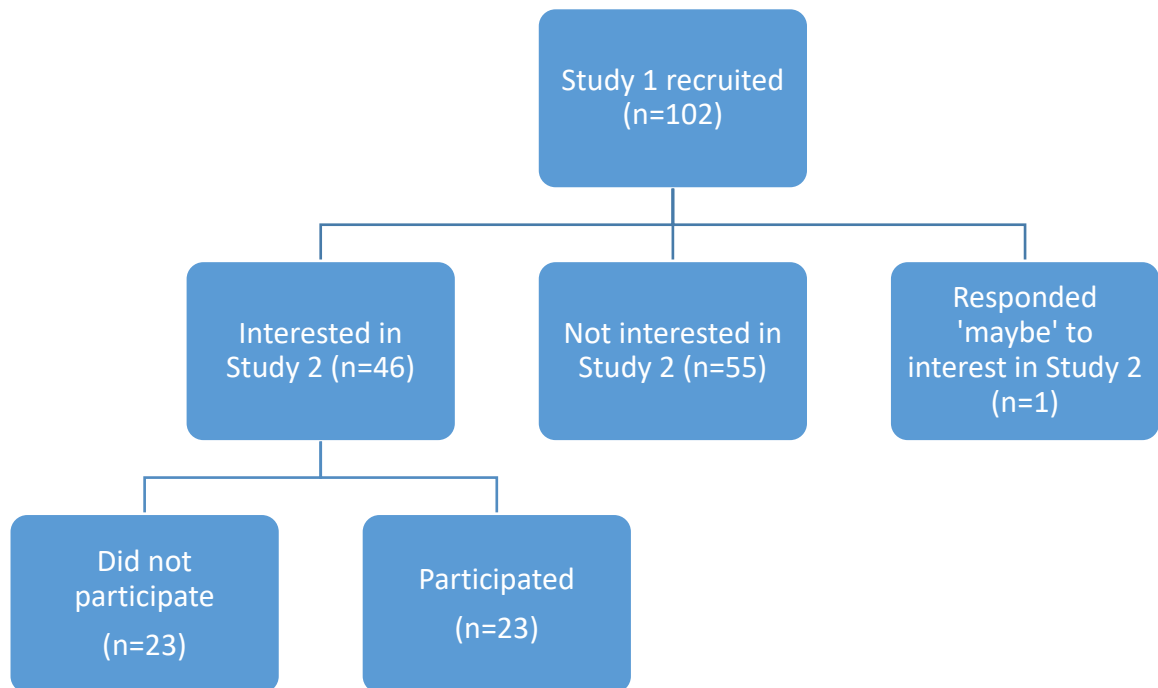 Study 1 recruited
(n=102)
Interested in
Study 2 (n=46)
Not interested in
Study 2 (n=55)
Responded
'maybe' to
interest in Study 2
(n=1)
Did not
participate
(n=23)
Participated
(n=23)